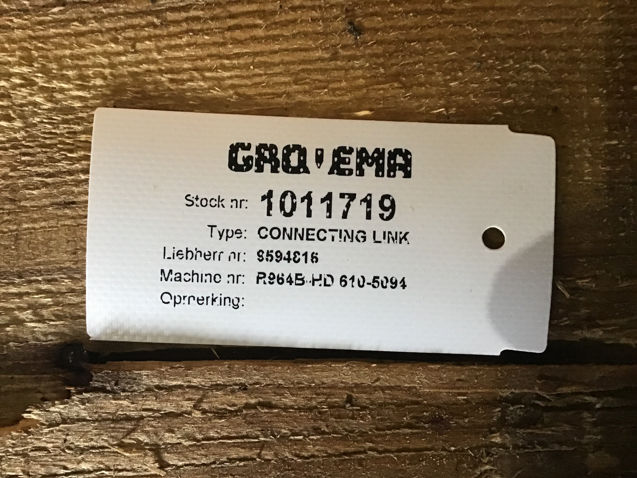 Stock nr: 1011719
Type: CONNECTING LINK
Liebherr nr: 9594816
Machine nr: R964B-HD 610-5094
Opmerking: